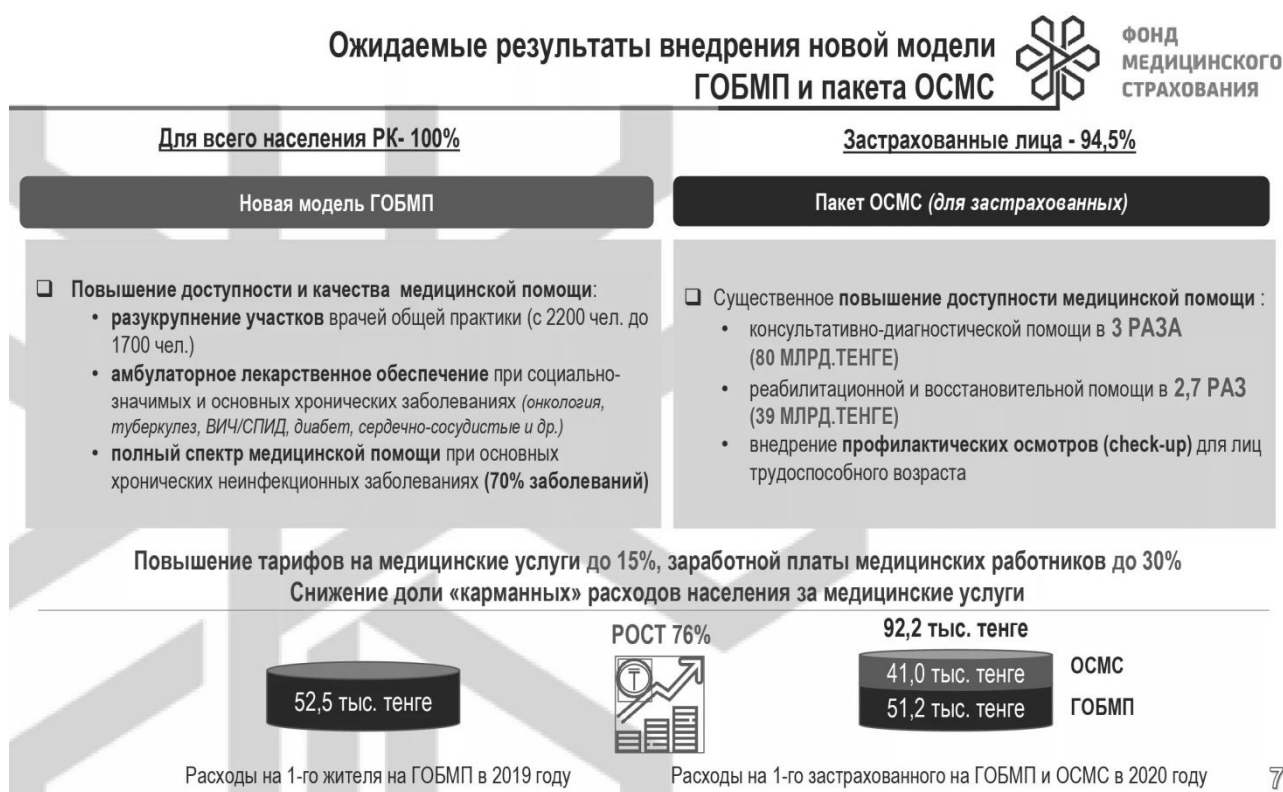 Ожидаемые результаты внедрения новой модели
ГОБМП и пакета ОСМС
ФОНД
МЕДИЦИНСКОГО
СТРАХОВАНИЯ
Для всего населения РК- 100%
Новая модель ГОБМП
❑ Повышение доступности и качества медицинской помощи:
• разукрупнение участков врачей общей практики (с 2200 чел. до
1700 чел.)
• амбулаторное лекарственное обеспечение при социально-
значимых и основных хронических заболеваниях (онкология,
туберкулез, ВИЧ/СПИД, диабет, сердечно-сосудистые и др.)
• полный спектр медицинской помощи при основных
хронических неинфекционных заболеваниях (70% заболеваний)
Застрахованные лица - 94,5%
Пакет ОСМС (для застрахованных)
❑ Существенное повышение доступности медицинской помощи :
• консультативно-диагностической помощи в 3 РАЗА
(80 МЛРД.ТЕНГЕ)
• реабилитационной и восстановительной помощи в 2,7 РАЗ
(39 МЛРД.ТЕНГЕ)
• внедрение профилактических осмотров (check-up) для лиц
трудоспособного возраста
Повышение тарифов на медицинские услуги до 15%, заработной платы медицинских работников до 30%
Снижение доли «карманных» расходов населения за медицинские услуги
52,5 тыс. тенге
Расходы на 1-го жителя на ГОБМП в 2019 году
РОСТ 76%
₸
92,2 тыс. тенге
41,0 тыс. тенге ОСМС
51,2 тыс. тенге ГОБМП
Расходы на 1-го застрахованного на ГОБМП и ОСМС в 2020 году
7